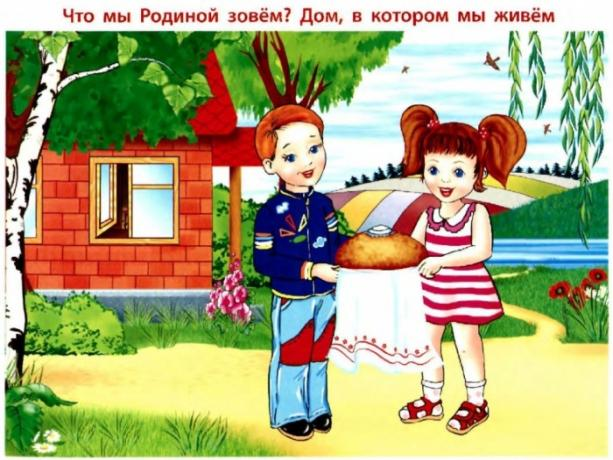 Что мы Родиной зовём? Дом, в котором мы живём